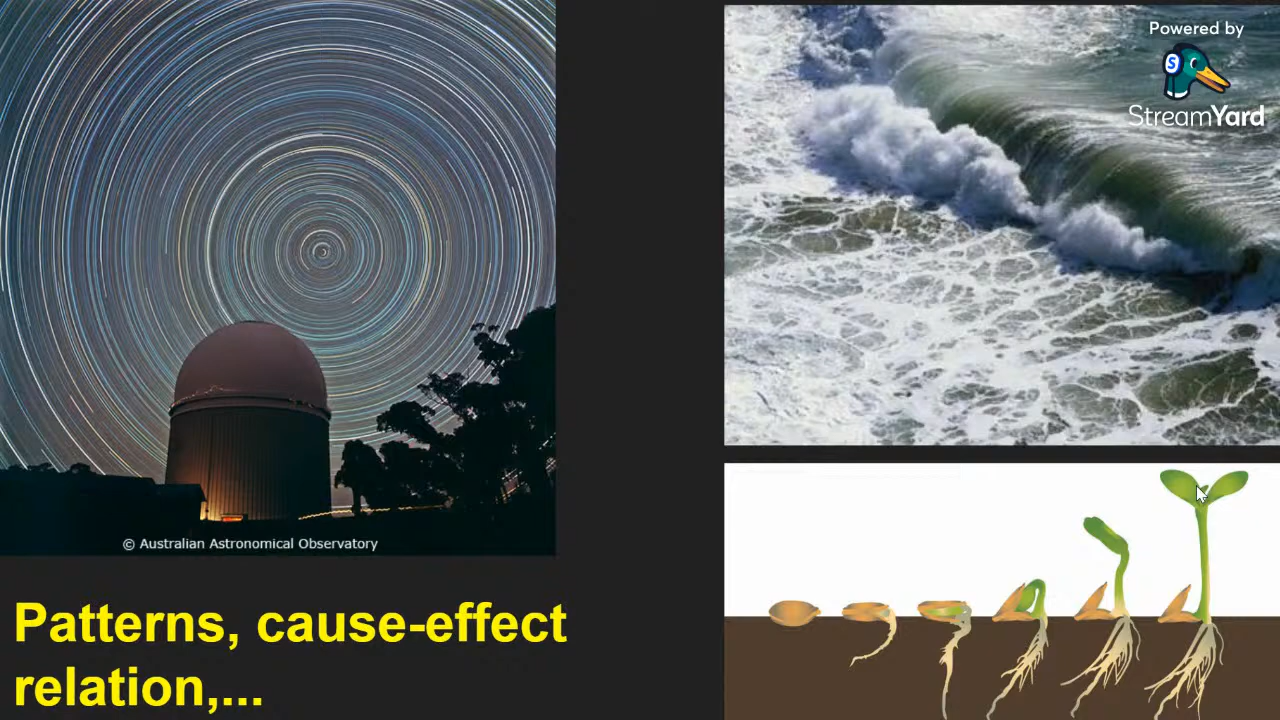 Powered by
StreamYard
© Australian Astronomical Observatory
Patterns, cause-effect
relation,...